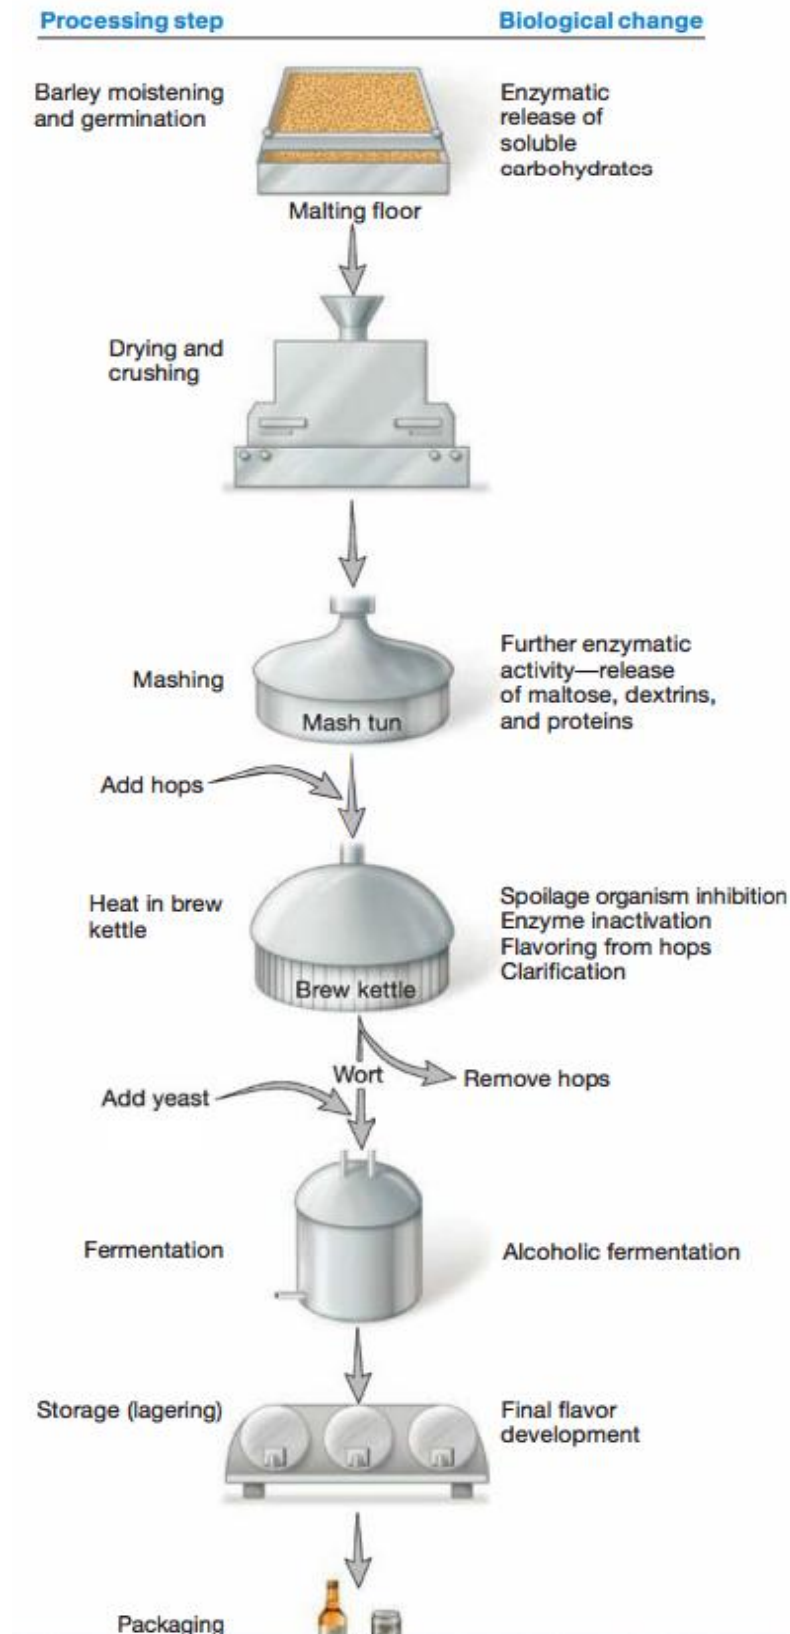 Processing step
Biological change
Barley moistening
and germination
Enzymatic
release of
soluble
carbohydrates
Malting floor
Drying and
crushing
Mashing
Mash tun
Further enzymatic
activity—release
of maltose, dextrins,
and proteins
Add hops
Heat in brew
kettle
Brew kettle
Spoilage organism inhibition
Enzyme inactivation
Flavoring from hops
Clarification
Wort
Remove hops
Add yeast
Fermentation
Alcoholic fermentation
Storage (lagering)
Final flavor
development
Packaging